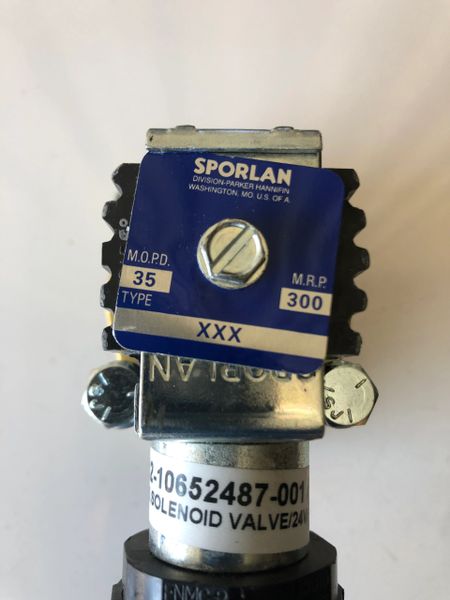 SPORLAN
DIVISION-PARKER HANNIFIN
WASHINGTON, MO. U.S. OF A.
M.O.P.D.
35
TYPE
M.R.P.
300
XXX
SPORLAN
2-10652487-001
SOLENOID VALVE/24V